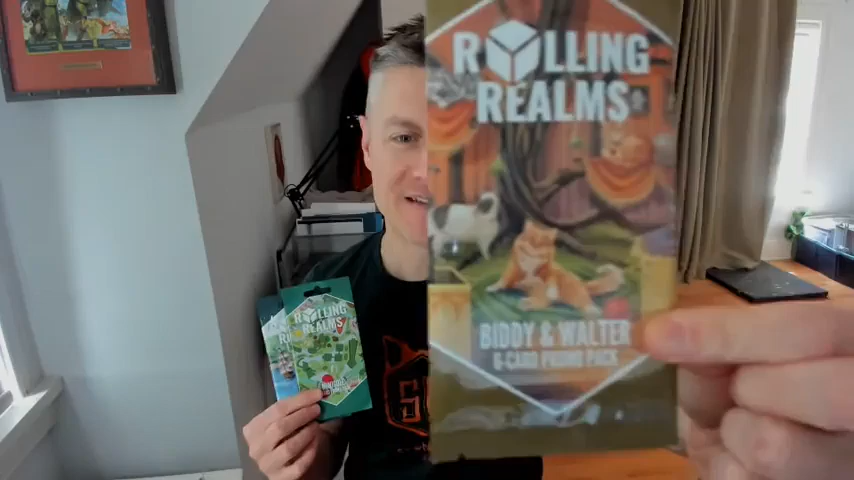 ROLLING
REALMS
BIDDY & WALTER
6-CARD PROMO PACK
ROLLING
REALMS